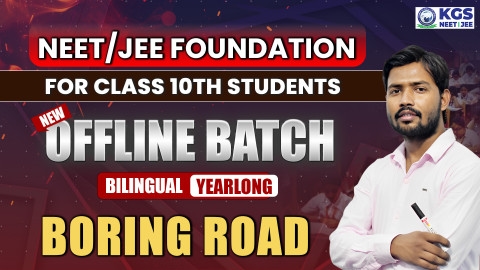 KGS
NEET | JEE
NEET/JEE FOUNDATION
FOR CLASS 10TH STUDENTS
NEW
OFFLINE BATCH
BILINGUAL YEARLONG
BORING ROAD